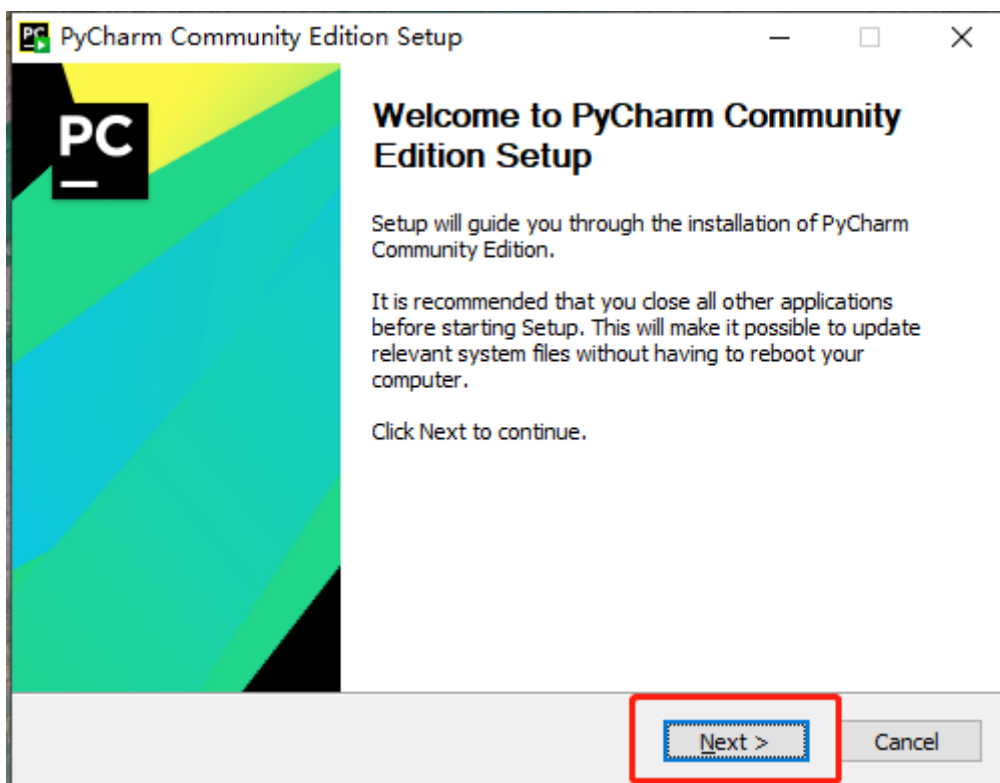 PC PyCharm Community Edition Setup
PC
Welcome to PyCharm Community
Edition Setup
Setup will guide you through the installation of PyCharm
Community Edition.
It is recommended that you close all other applications
before starting Setup. This will make it possible to update
relevant system files without having to reboot your
computer.
Click Next to continue.
Next >
Cancel